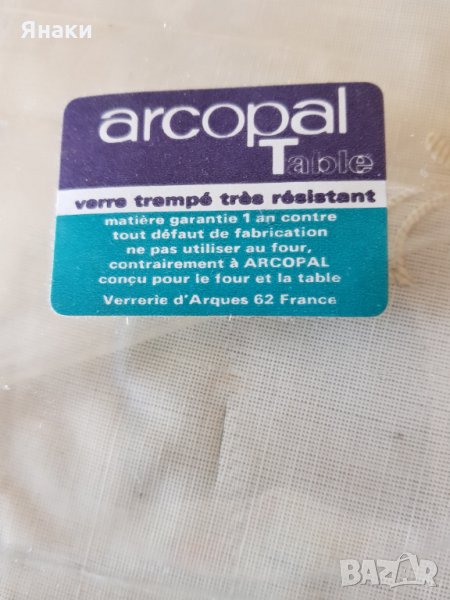 Янаки
arcopal
Table
verre trempé très résistant
matière garantie 1 an contre
tout défaut de fabrication
ne pas utiliser au four,
contrairement à ARCOPAL
conçu pour le four et la table
Verrerie d'Arques 62 France
BAZAR